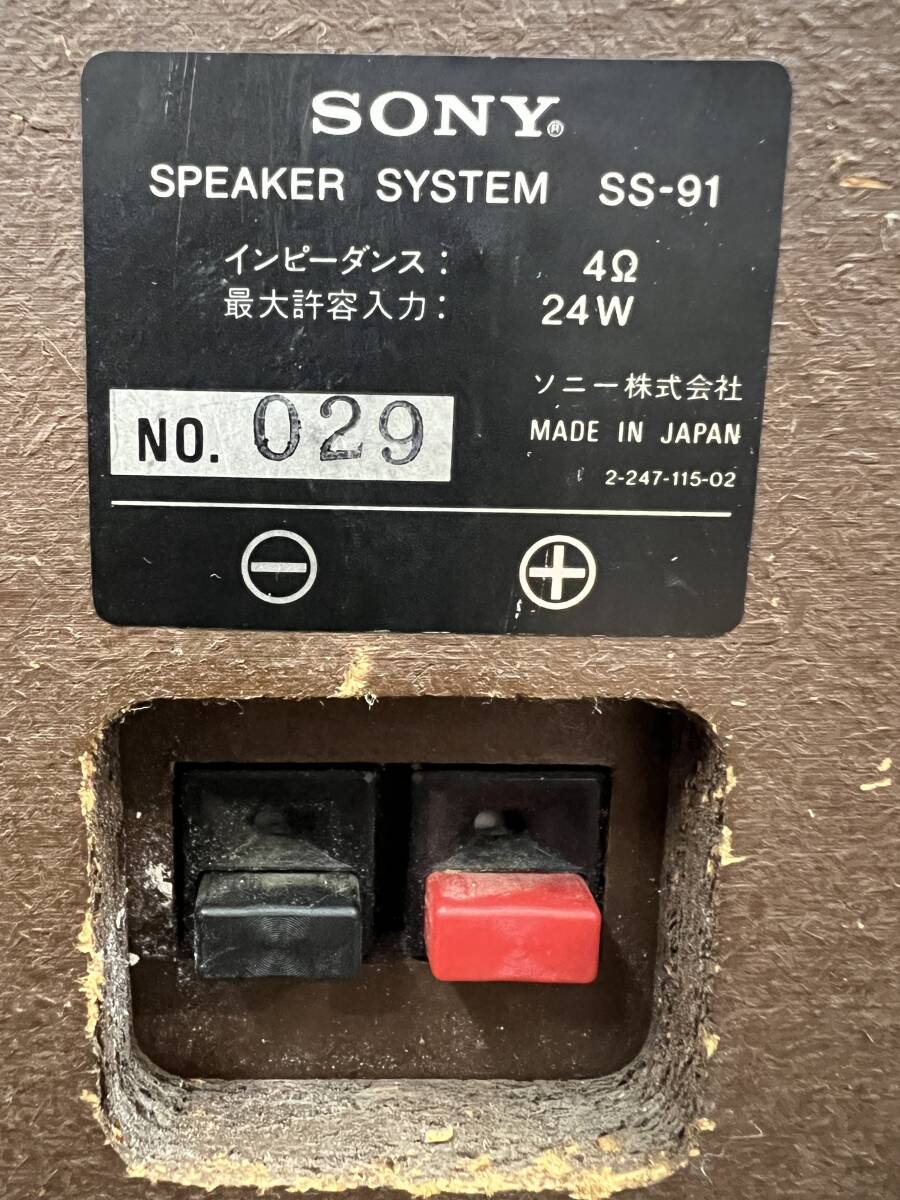 SONY®
SPEAKER SYSTEM SS-91
インピーダンス: 4Ω
最大許容入力: 24W
ソニー株式会社
NO. 029
MADE IN JAPAN
2-247-115-02
⊖ ⊕